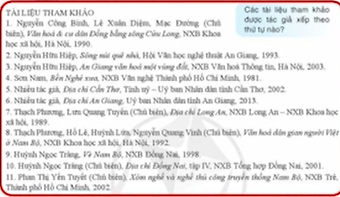 TÀI LIỆU THAM KHẢO
1. Nguyễn Công Bình, Lê Xuân Diệm, Mạc Đường (Chủ
biên), Văn hoá & cư dân Đồng bằng sông Cửu Long, NXB Khoa
học xã hội, Hà Nội, 1990.
2. Nguyễn Hữu Hiệp, Sông núi quê nhà, Hội Văn học nghệ thuật An Giang, 1993.
3. Nguyễn Hữu Hiệp, An Giang văn hoá một vùng đất, NXB Văn hoá Thông tin, Hà Nội, 2003.
4. Sơn Nam, Bến Nghé xưa, NXB Văn nghệ Thành phố Hồ Chí Minh, 1981.
5. Nhiều tác giả, Địa chí Cần Thơ, Tỉnh uỷ – Uỷ ban Nhân dân tỉnh Cần Thơ, 2002.
6. Nhiều tác giả, Địa chí An Giang, Uỷ ban Nhân dân tỉnh An Giang, 2013.
7. Thạch Phương, Lưu Quang Tuyến (Chủ biên), Địa chí Long An, NXB Long An – NXB Khoa học
xã hội, 1989.
8. Thạch Phương, Hồ Lê, Huỳnh Lứa, Nguyễn Quang Vinh (Chủ biên), Văn hoá dân gian người Việt
ở Nam Bộ, NXB Khoa học xã hội, Hà Nội, 1992.
9. Huỳnh Ngọc Trảng, Vè Nam Bộ, NXB Đồng Nai, 1998
10. Huỳnh Ngọc Trảng (Chủ biên), Địa chí Đồng Nai, tập IV, NXB Tổng hợp Đồng Nai, 2001.
11. Phan Thị Yến Tuyết (Chủ biên), Xóm nghề và nghề thủ công truyền thống Nam Bộ, NXB Trẻ,
Thành phố Hồ Chí Minh, 2002.
Các tài liệu tham khảo
được tác giả xếp theo
thứ tự nào?